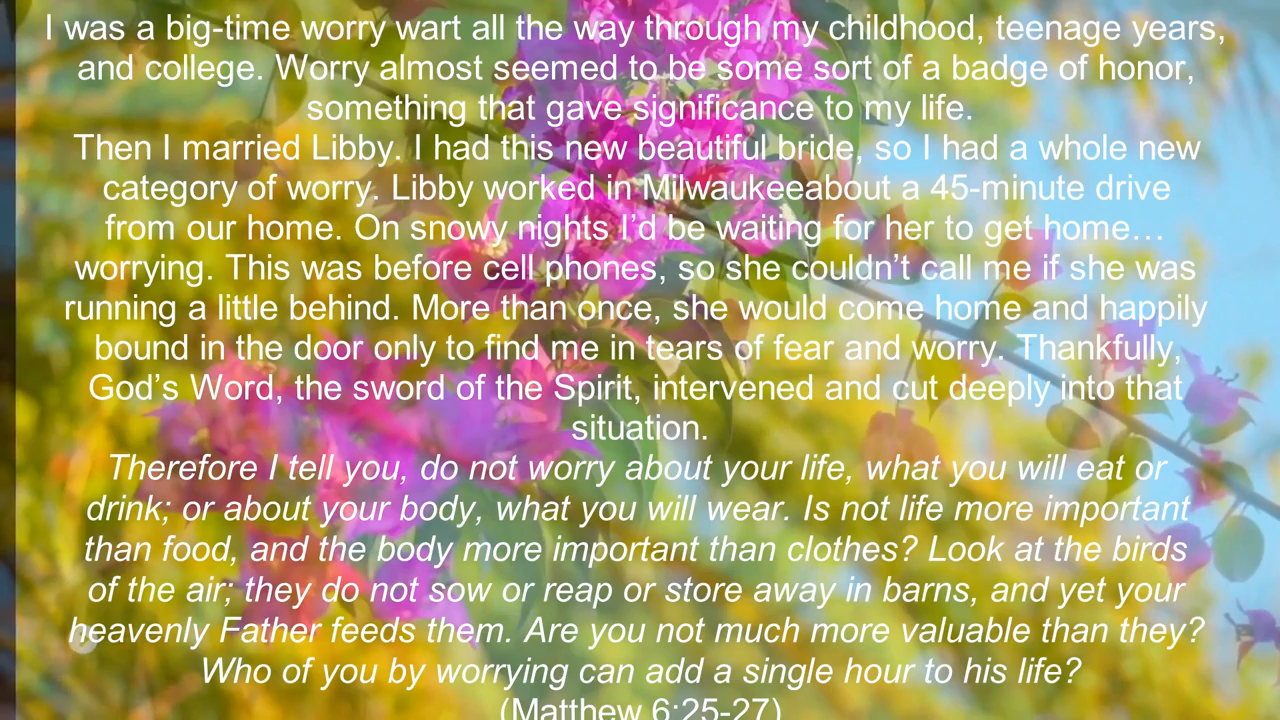 I was a big-time worry wart all the way through my childhood, teenage years,
and college. Worry almost seemed to be some sort of a badge of honor,
something that gave significance to my life.
Then I married Libby. I had this new beautiful bride, so I had a whole new
category of worry. Libby worked in Milwaukeeabout a 45-minute drive
from our home. On snowy nights I’d be waiting for her to get home…
worrying. This was before cell phones, so she couldn’t call me if she was
running a little behind. More than once, she would come home and happily
bound in the door only to find me in tears of fear and worry. Thankfully,
God’s Word, the sword of the Spirit, intervened and cut deeply into that
situation.
Therefore I tell you, do not worry about your life, what you will eat or
drink; or about your body, what you will wear. Is not life more important
than food, and the body more important than clothes? Look at the birds
of the air; they do not sow or reap or store away in barns, and yet your
heavenly Father feeds them. Are you not much more valuable than they?
Who of you by worrying can add a single hour to his life?
(Matthew 6:25-27)